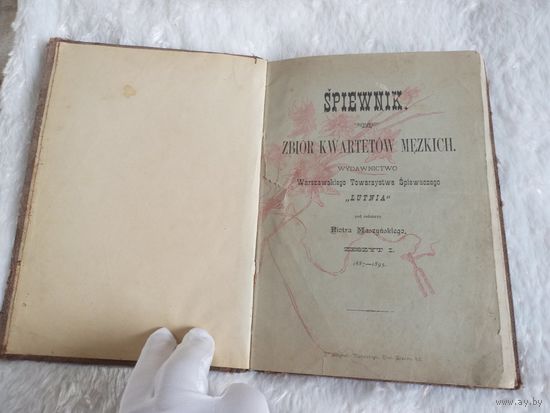 ŚPIEWNIK.
ZBIÓR KWARTETÓW MĘZKICH.
WYDAWNICTWO
Warszawskiego Towarzystwa Śpiewaczego
„LUTNIA"
pod redakcyą
Piotra Maszyńskiego.
ZESZYT I.
1887—1895.
www.ay.by